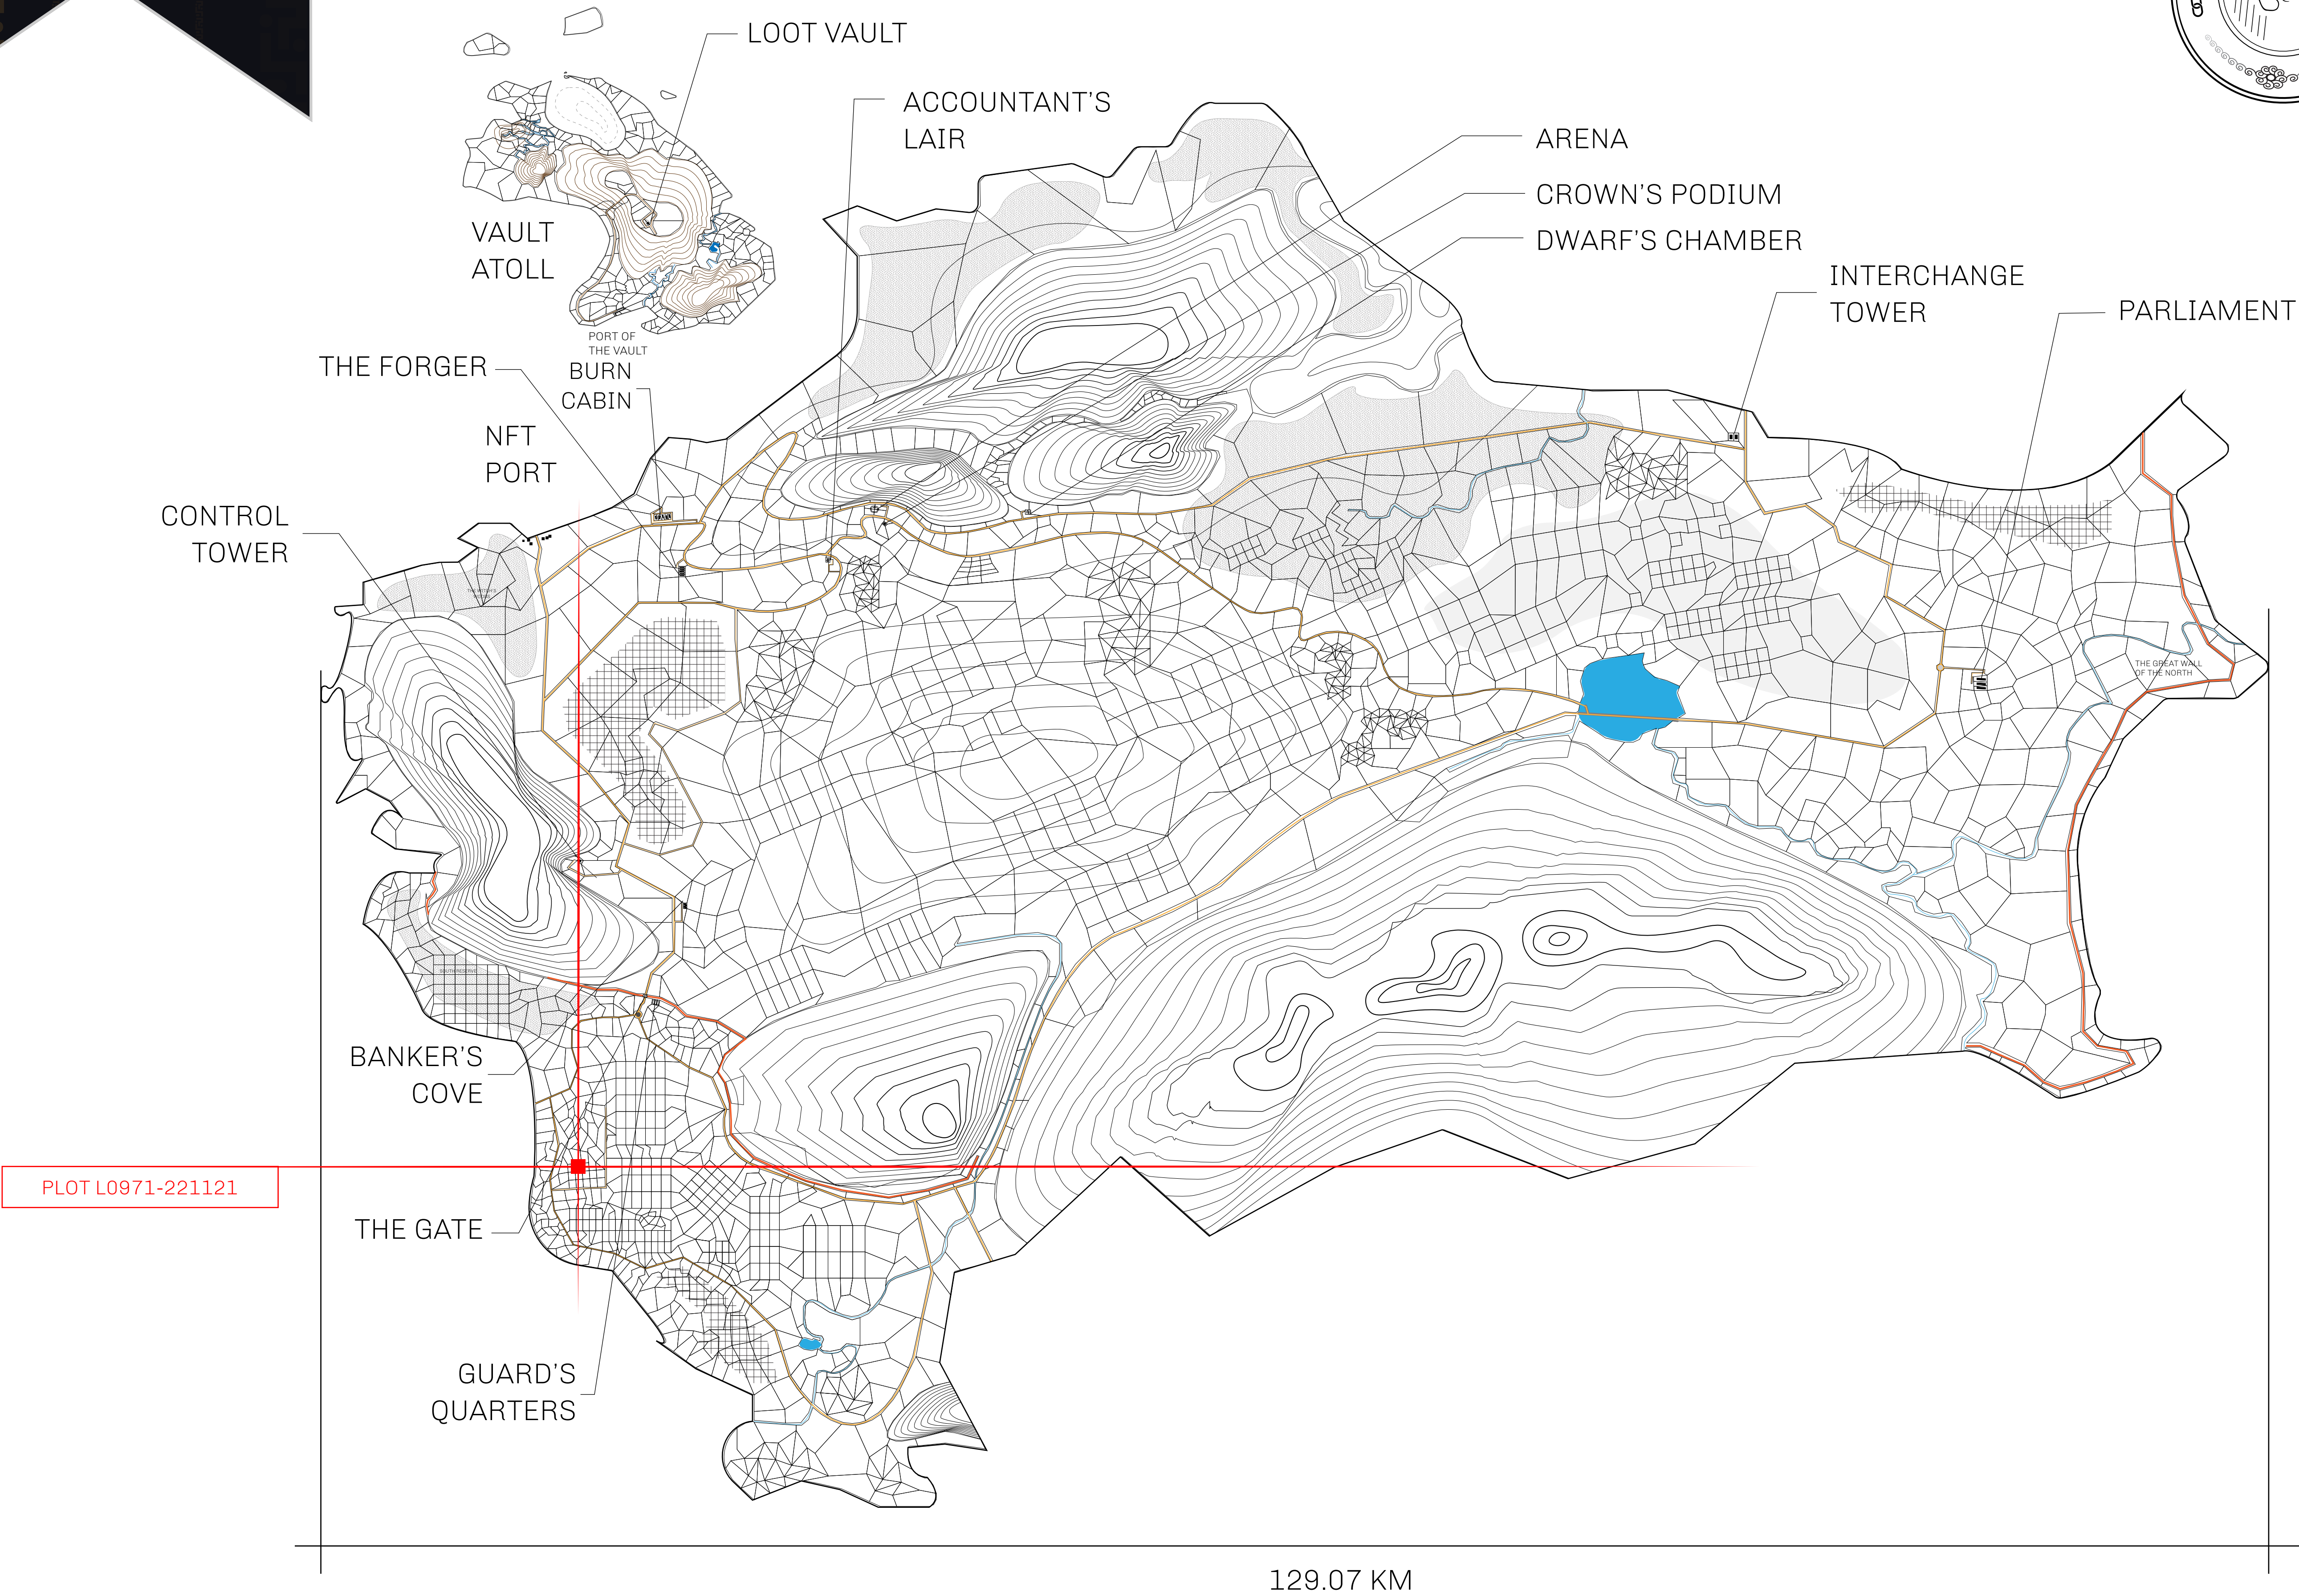 LOOT VAULT
ACCOUNTANT'S
LAIR
ARENA
CROWN'S PODIUM
DWARF'S CHAMBER
INTERCHANGE
TOWER
PARLIAMENT
VAULT
ATOLL
PORT OF
THE VAULT
THE FORGER
BURN
CABIN
NFT
PORT
CONTROL
TOWER
THE GREAT WALL
OF THE NORTH
SOUTH RESERVE
BANKER'S
COVE
PLOT L0971-221121
THE GATE
GUARD'S
QUARTERS
129.07 KM